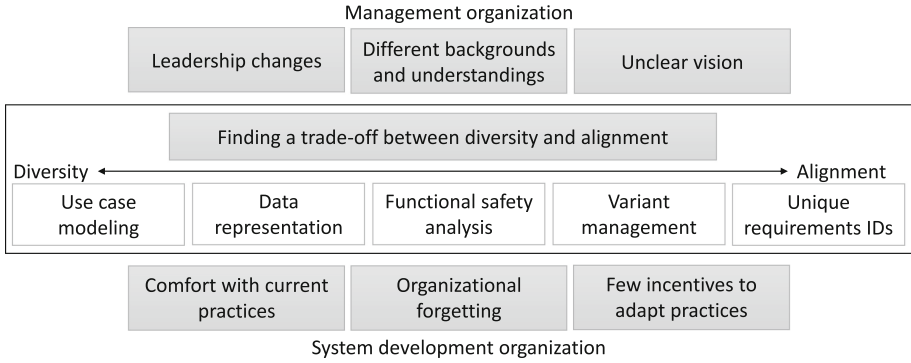 Management organization
Leadership changes
Different backgrounds
and understandings
Unclear vision
Finding a trade-off between diversity and alignment
Diversity
Alignment
Use case
modeling
Data
representation
Functional safety
analysis
Variant
management
Unique
requirements IDs
Comfort with current
practices
Organizational
forgetting
Few incentives to
adapt practices
System development organization